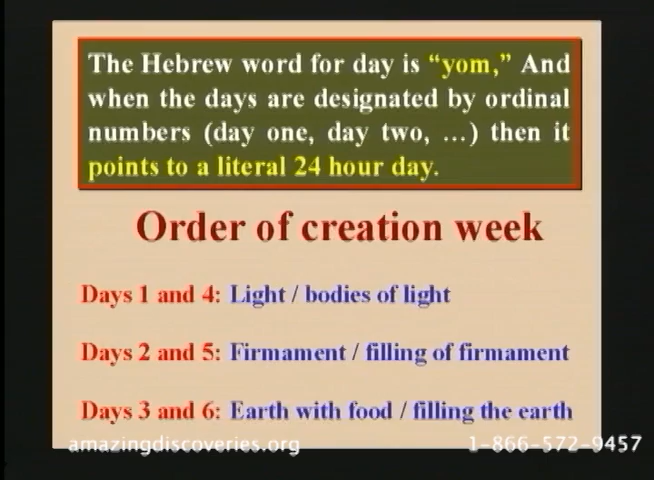 The Hebrew word for day is “yom,” And
when the days are designated by ordinal
numbers (day one, day two, …) then it
points to a literal 24 hour day.
Order of creation week
Days 1 and 4: Light / bodies of light
Days 2 and 5: Firmament / filling of firmament
Days 3 and 6: Earth with food / filling the earth
amazingdiscoveries.org 1-866-572-9457